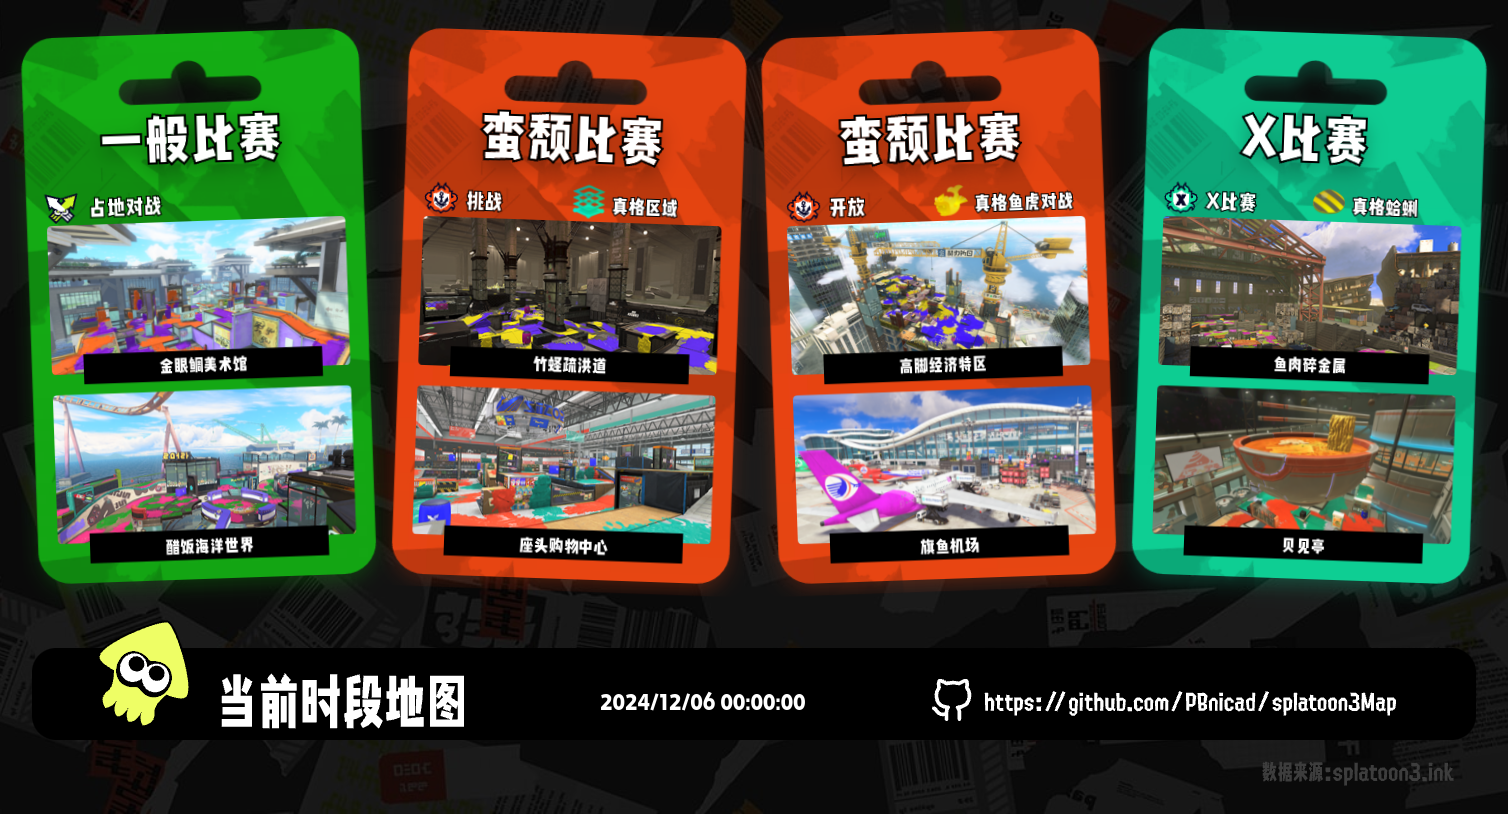 一般比赛
占地对战
金眼鲷美术馆
醋饭海洋世界
蛮颓比赛
挑战
真格区域
竹蛏疏洪道
座头购物中心
蛮颓比赛
开放
真格鱼虎对战
高脚经济特区
旗鱼机场
X比赛
X比赛
真格蛤蜊
鱼肉碎金属
贝见亭
当前时段地图
2024/12/06 00:00:00
https://github.com/PBnicad/splatoon3Map
数据来源:splatoon3.ink